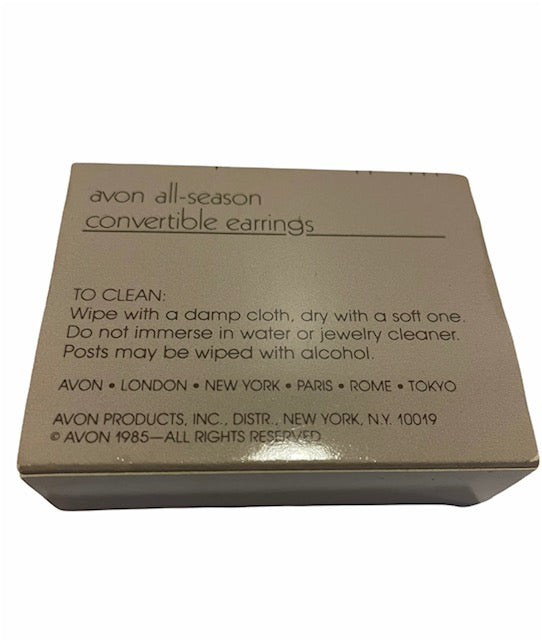 avon all-season
convertible earrings
TO CLEAN:
Wipe with a damp cloth, dry with a soft one.
Do not immerse in water or jewelry cleaner.
Posts may be wiped with alcohol.
AVON • LONDON • NEW YORK • PARIS • ROME • TOKYO
AVON PRODUCTS, INC., DISTR., NEW YORK, N.Y. 10019
© AVON 1985—ALL RIGHTS RESERVED